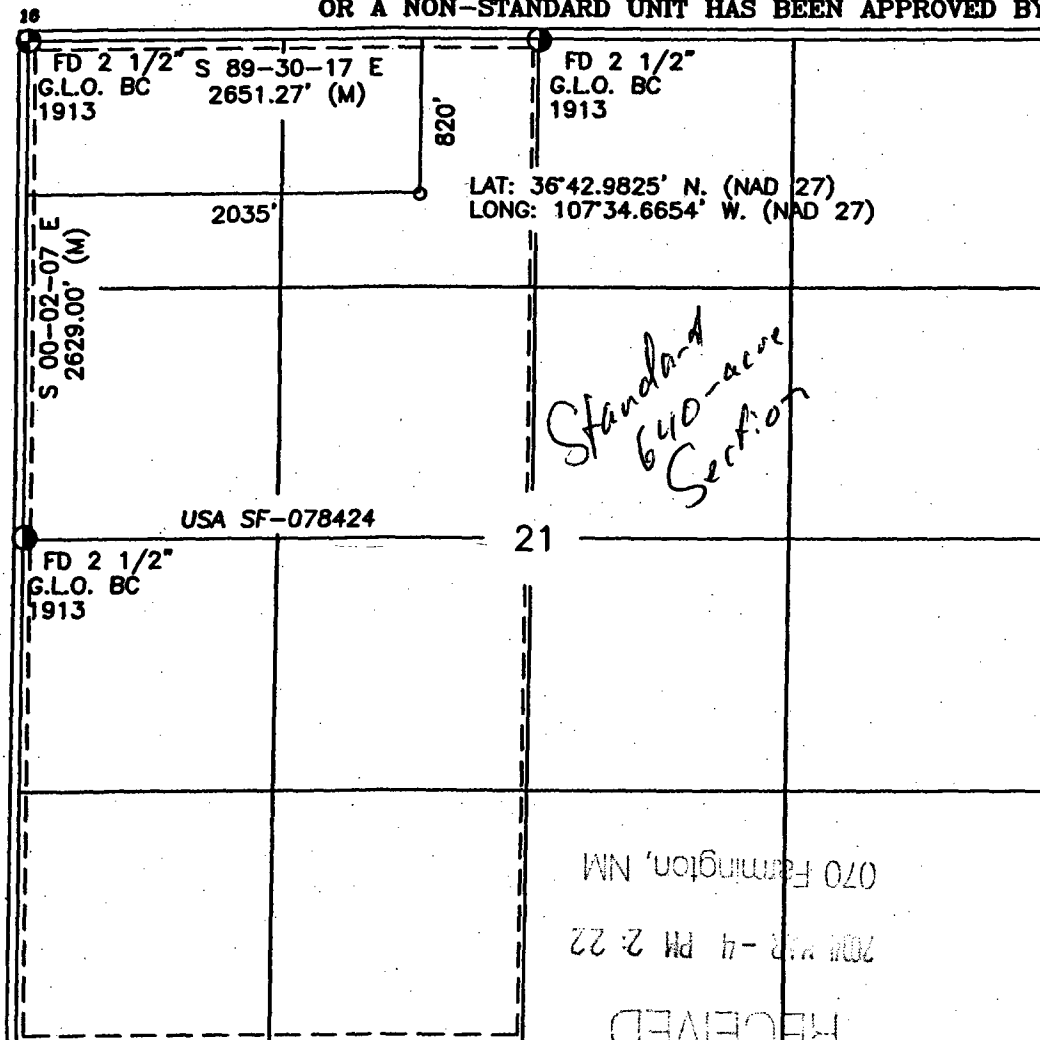 OR A NON-STANDARD UNIT HAS BEEN APPROVED BY
16
FD 2 1/2"
G.L.O. BC
1913
S 89-30-17 E
2651.27' (M)
820'
FD 2 1/2"
G.L.O. BC
1913
LAT: 36°42.9825' N. (NAD 27)
LONG: 107°34.6654' W. (NAD 27)
2035'
S 00-02-07 E
2629.00' (M)
Standard
640-acre
Section
USA SF-078424
21
FD 2 1/2"
G.L.O. BC
1913
RECEIVED
-4 PM 2:22
070 Farmington, NM